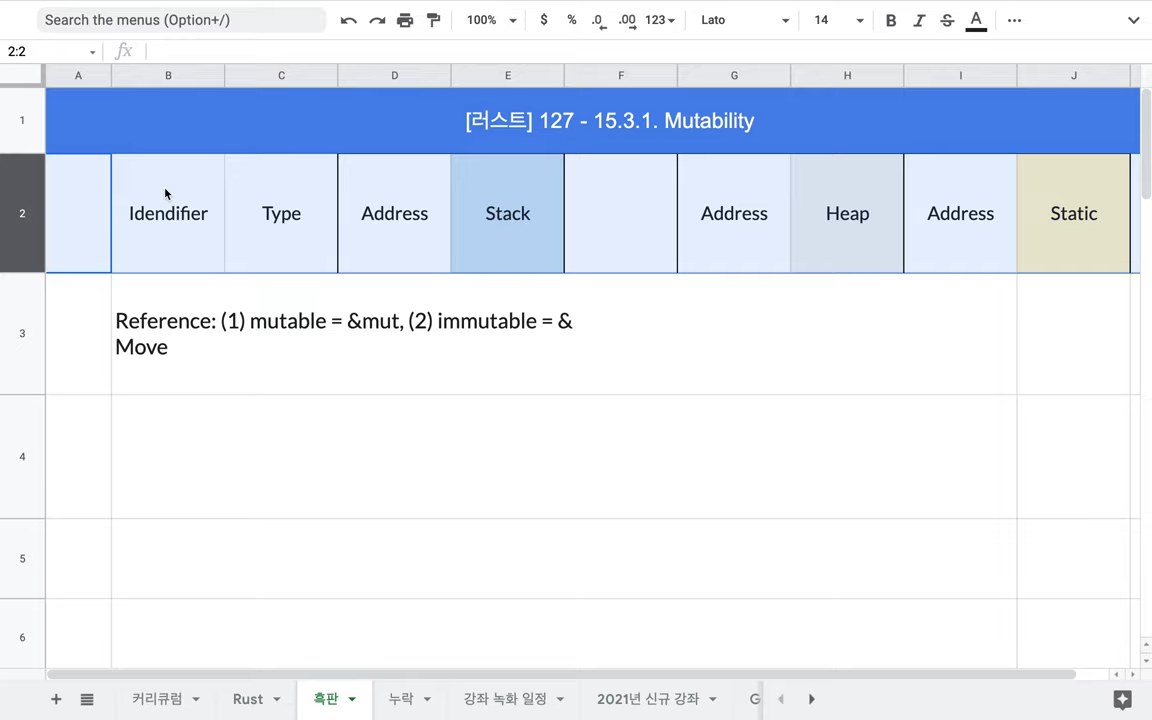 Search the menus (Option+/)
100%
$ % .0 .00 123
Lato
14
B I S A
2:2
fx
A B C D E F G H I J
1
[러스트] 127 - 15.3.1. Mutability
2
Idendifier Type Address Stack Address Heap Address Static
3
Reference: (1) mutable = &mut, (2) immutable = &
Move
4
5
6
+ 커리큘럼 Rust 흑판 누락 강좌 녹화 일정 2021년 신규 강좌 G